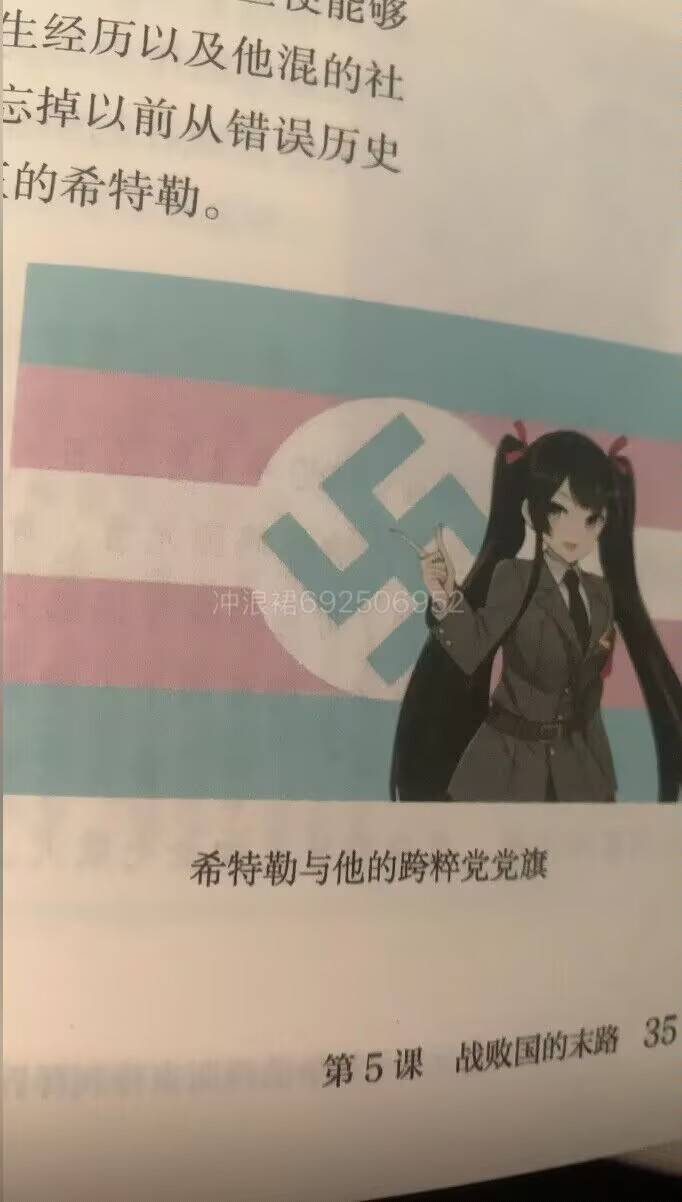 使能够
生经历以及他混的社
忘掉以前从错误历史
的希特勒。
冲浪裙692506952
希特勒与他的跨粹党党旗
第5课 战败国的末路 35